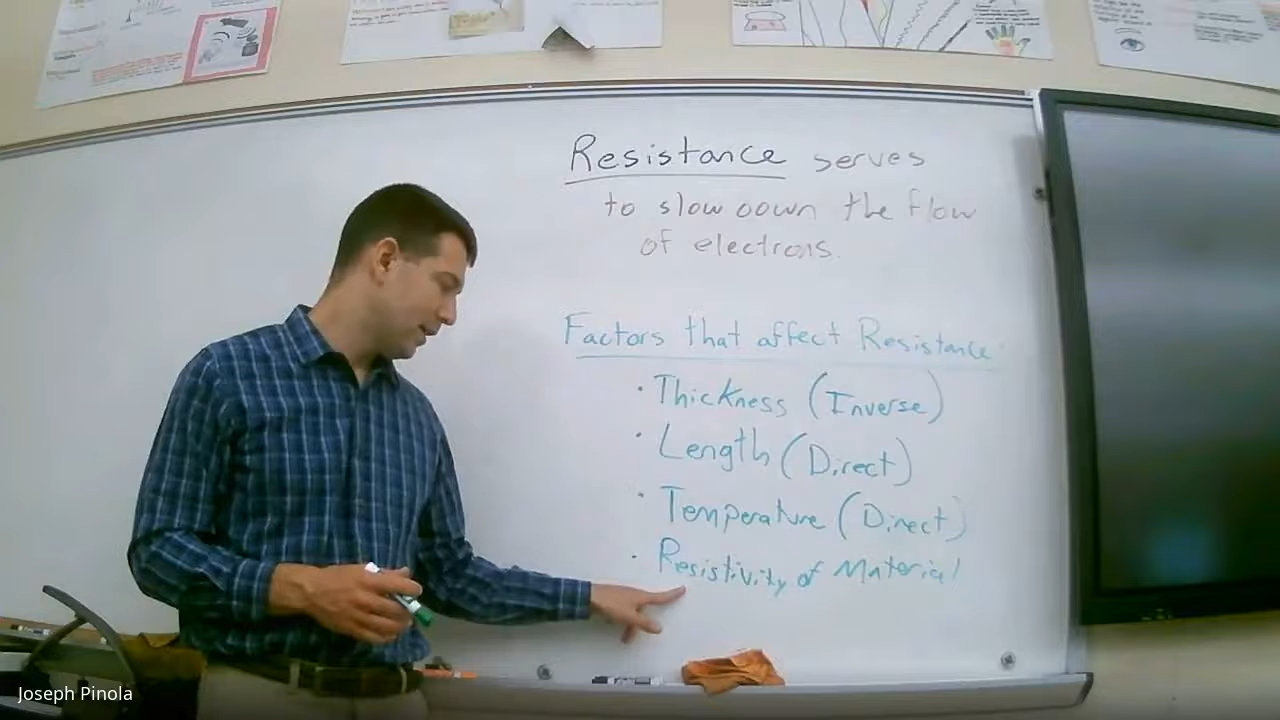 Resistance serves
to slow down the flow
of electrons.
Factors that affect Resistance:
· Thickness (Inverse)
· Length (Direct)
· Temperature (Direct)
· Resistivity of Material
Joseph Pinola